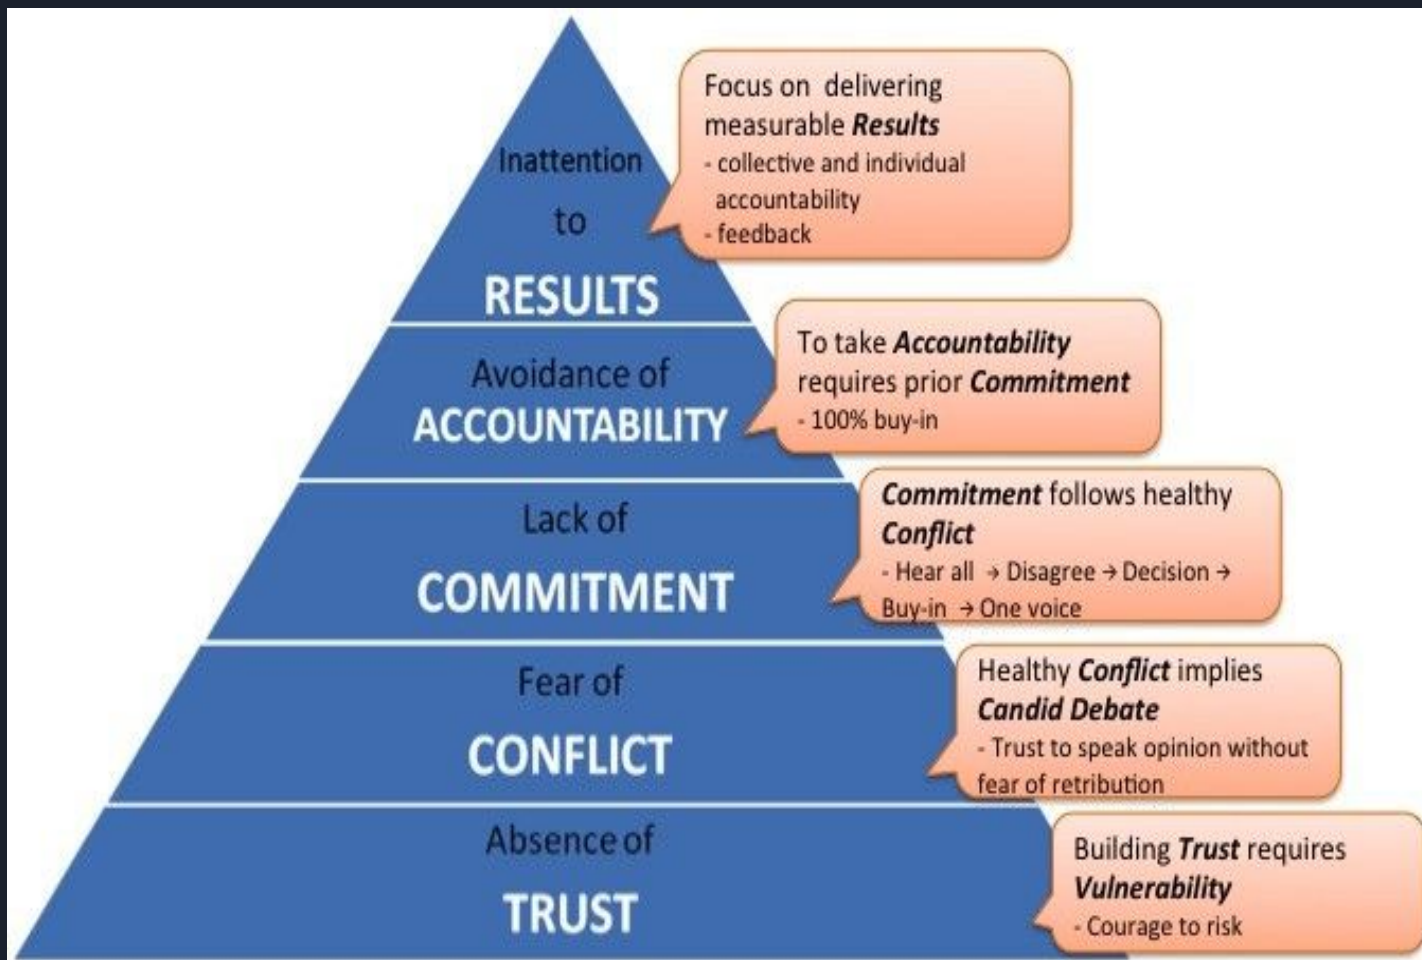 Inattention
to
RESULTS
Focus on delivering
measurable Results
- collective and individual
accountability
- feedback
Avoidance of
ACCOUNTABILITY
To take Accountability
requires prior Commitment
- 100% buy-in
Lack of
COMMITMENT
Commitment follows healthy
Conflict
- Hear all → Disagree → Decision →
Buy-in → One voice
Fear of
CONFLICT
Healthy Conflict implies
Candid Debate
- Trust to speak opinion without
fear of retribution
Absence of
TRUST
Building Trust requires
Vulnerability
- Courage to risk